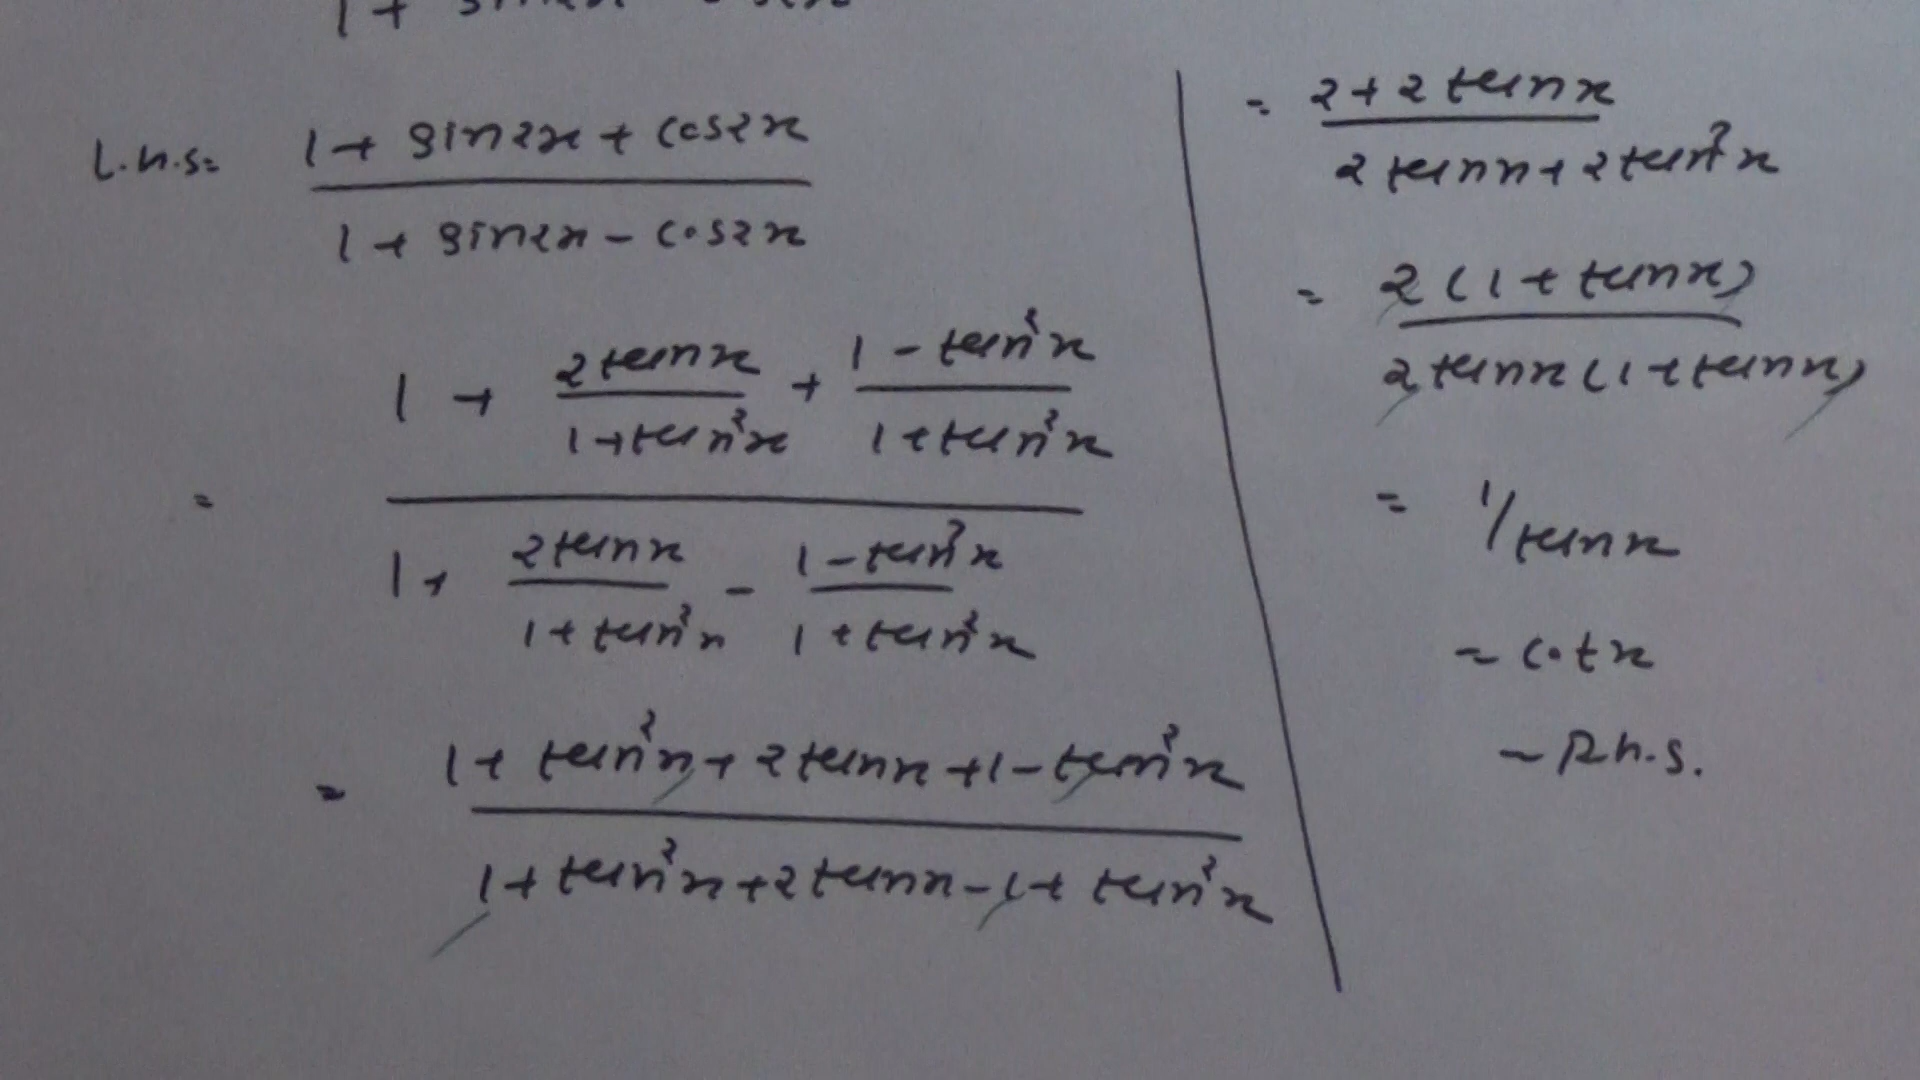 L.H.S= 1 + sin2x + cos2x
1 + sin2x - cos2x
1 + 2tanx/1+tan²x + 1-tan²x/1+tan²x
=
1+ 2tanx/1+tan²x - 1-tan²x/1+tan²x
= 1+ tan²x+2tanx+1-tan²x
1+tan²x+2tanx-1+tan²x
= 2+2tanx
2tanx+2tan²x
= 2(1+tanx)
2tanx(1+tanx)
= 1/tanx
= cotx
= R.h.s.